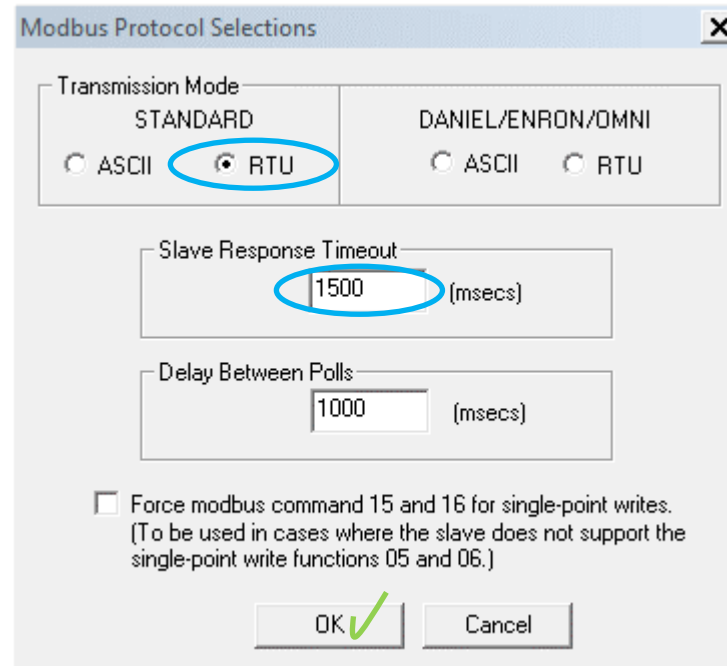 Modbus Protocol Selections
Transmission Mode
STANDARD
DANIEL/ENRON/OMNI
ASCII
RTU
ASCII
RTU
Slave Response Timeout
1500
(msecs)
Delay Between Polls
1000
(msecs)
Force modbus command 15 and 16 for single-point writes.
(To be used in cases where the slave does not support the
single-point write functions 05 and 06.)
OK
Cancel